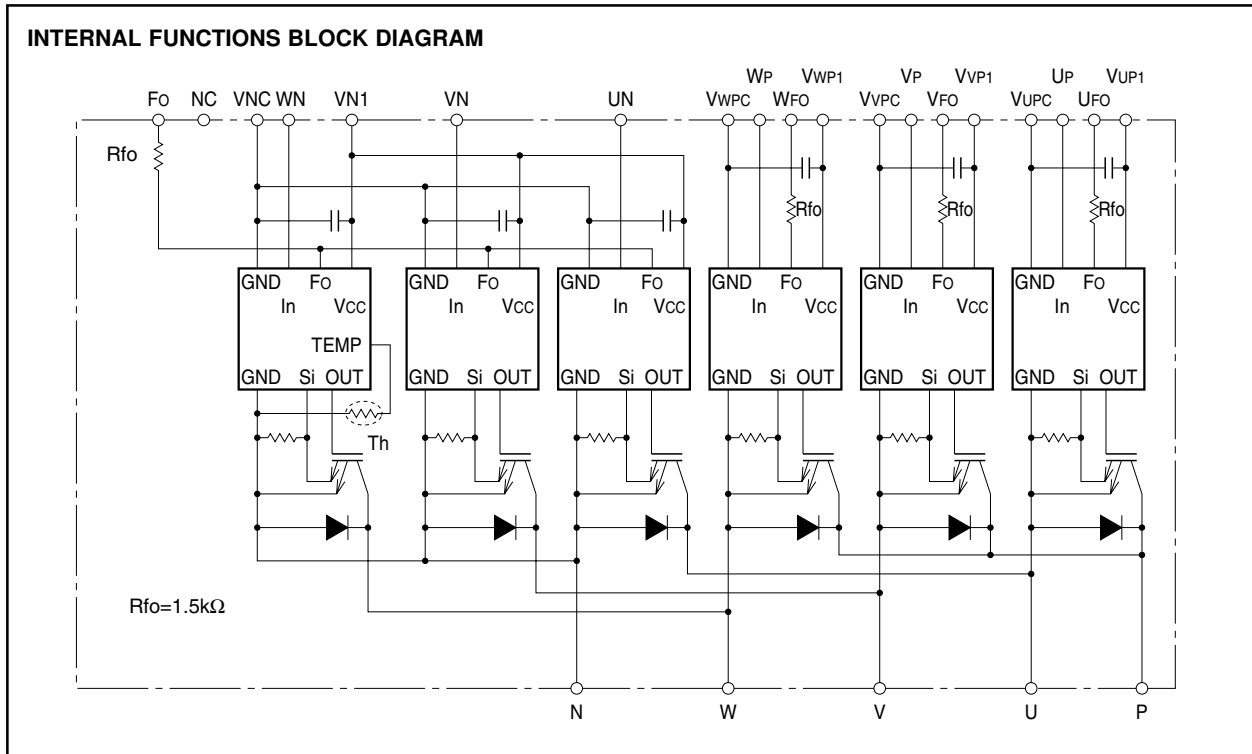 INTERNAL FUNCTIONS BLOCK DIAGRAM
WP VWP1 VP VVP1 UP VUP1
FO NC VNC WN VN1 VN UN VWPC WFO VVPC VFO VUPC UFO
Rfo
Rfo Rfo Rfo
GND FO GND FO GND FO GND FO GND FO GND FO
In VCC In VCC In VCC In VCC In VCC In VCC
TEMP
GND Si OUT GND Si OUT GND Si OUT GND Si OUT GND Si OUT GND Si OUT
Th
Rfo=1.5kΩ
N W V U P